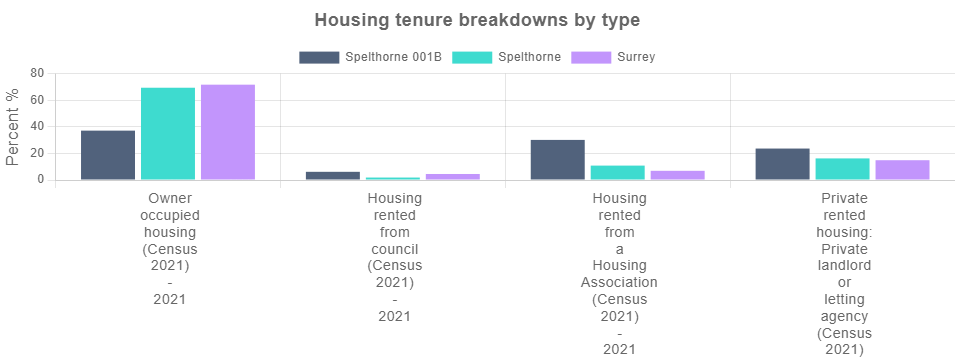 Housing tenure breakdowns by type
Spelthorne 001B
Spelthorne
Surrey
Percent %
80
60
40
20
0
Owner
occupied
housing
(Census
2021)
-
2021
Housing
rented
from
council
(Census
2021)
-
2021
Housing
rented
from
a
Housing
Association
(Census
2021)
-
2021
Private
rented
housing:
Private
landlord
or
letting
agency
(Census
2021)